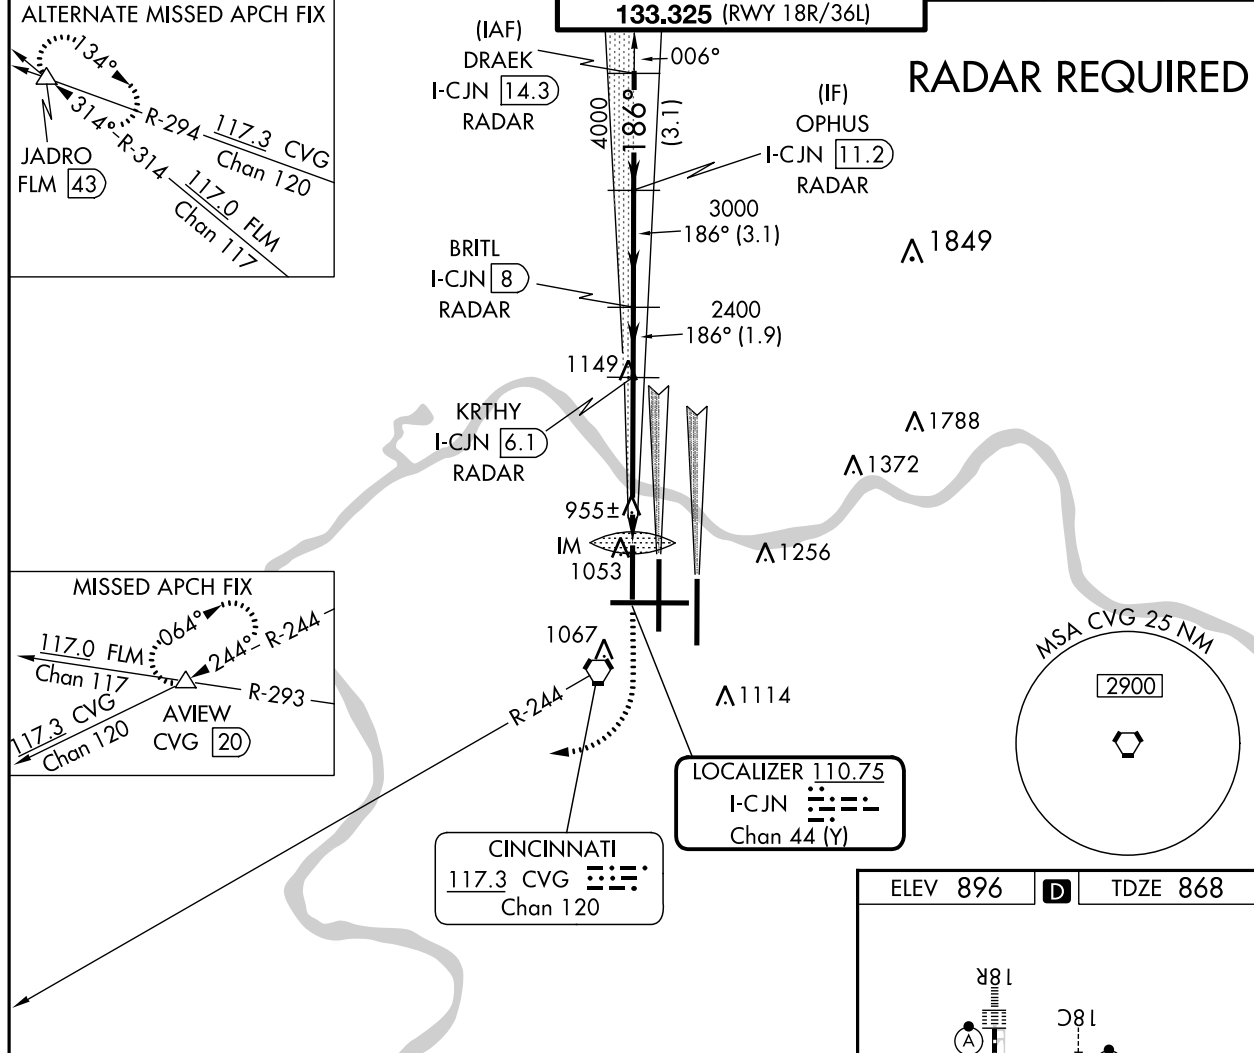 ALTERNATE MISSED APCH FIX
134°
314°
R-314
R-294
117.3 CVG
Chan 120
117.0 FLM
Chan 117
JADRO
FLM 43
133.325 (RWY 18R/36L)
RADAR REQUIRED
(IAF)
DRAEK
I-CJN 14.3
RADAR
006°
4000
186°
(3.1)
(IF)
OPHUS
I-CJN 11.2
RADAR
3000
186° (3.1)
1849
BRITL
I-CJN 8
RADAR
2400
186° (1.9)
1149
KRTHY
I-CJN 6.1
RADAR
1788
1372
955±
IM
1053
1256
MISSED APCH FIX
064°
244°
R-244
117.0 FLM
Chan 117
R-293
117.3 CVG
Chan 120
AVIEW
CVG 20
1067
R-244
1114
MSA CVG 25 NM
2900
LOCALIZER 110.75
I-CJN
Chan 44 (Y)
CINCINNATI
117.3 CVG
Chan 120
ELEV 896 D TDZE 868
18R
18C
A